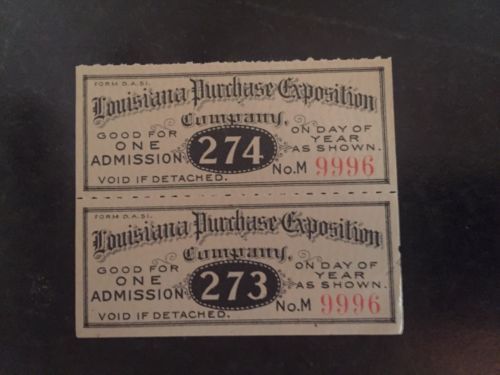 FORM D.A.51.
Louisiana Purchase Exposition
Company,
GOOD FOR ONE ADMISSION
274
ON DAY OF YEAR AS SHOWN.
No.M 9996
VOID IF DETACHED.
FORM D.A.51.
Louisiana Purchase Exposition
Company,
GOOD FOR ONE ADMISSION
273
ON DAY OF YEAR AS SHOWN.
No.M 9996
VOID IF DETACHED.